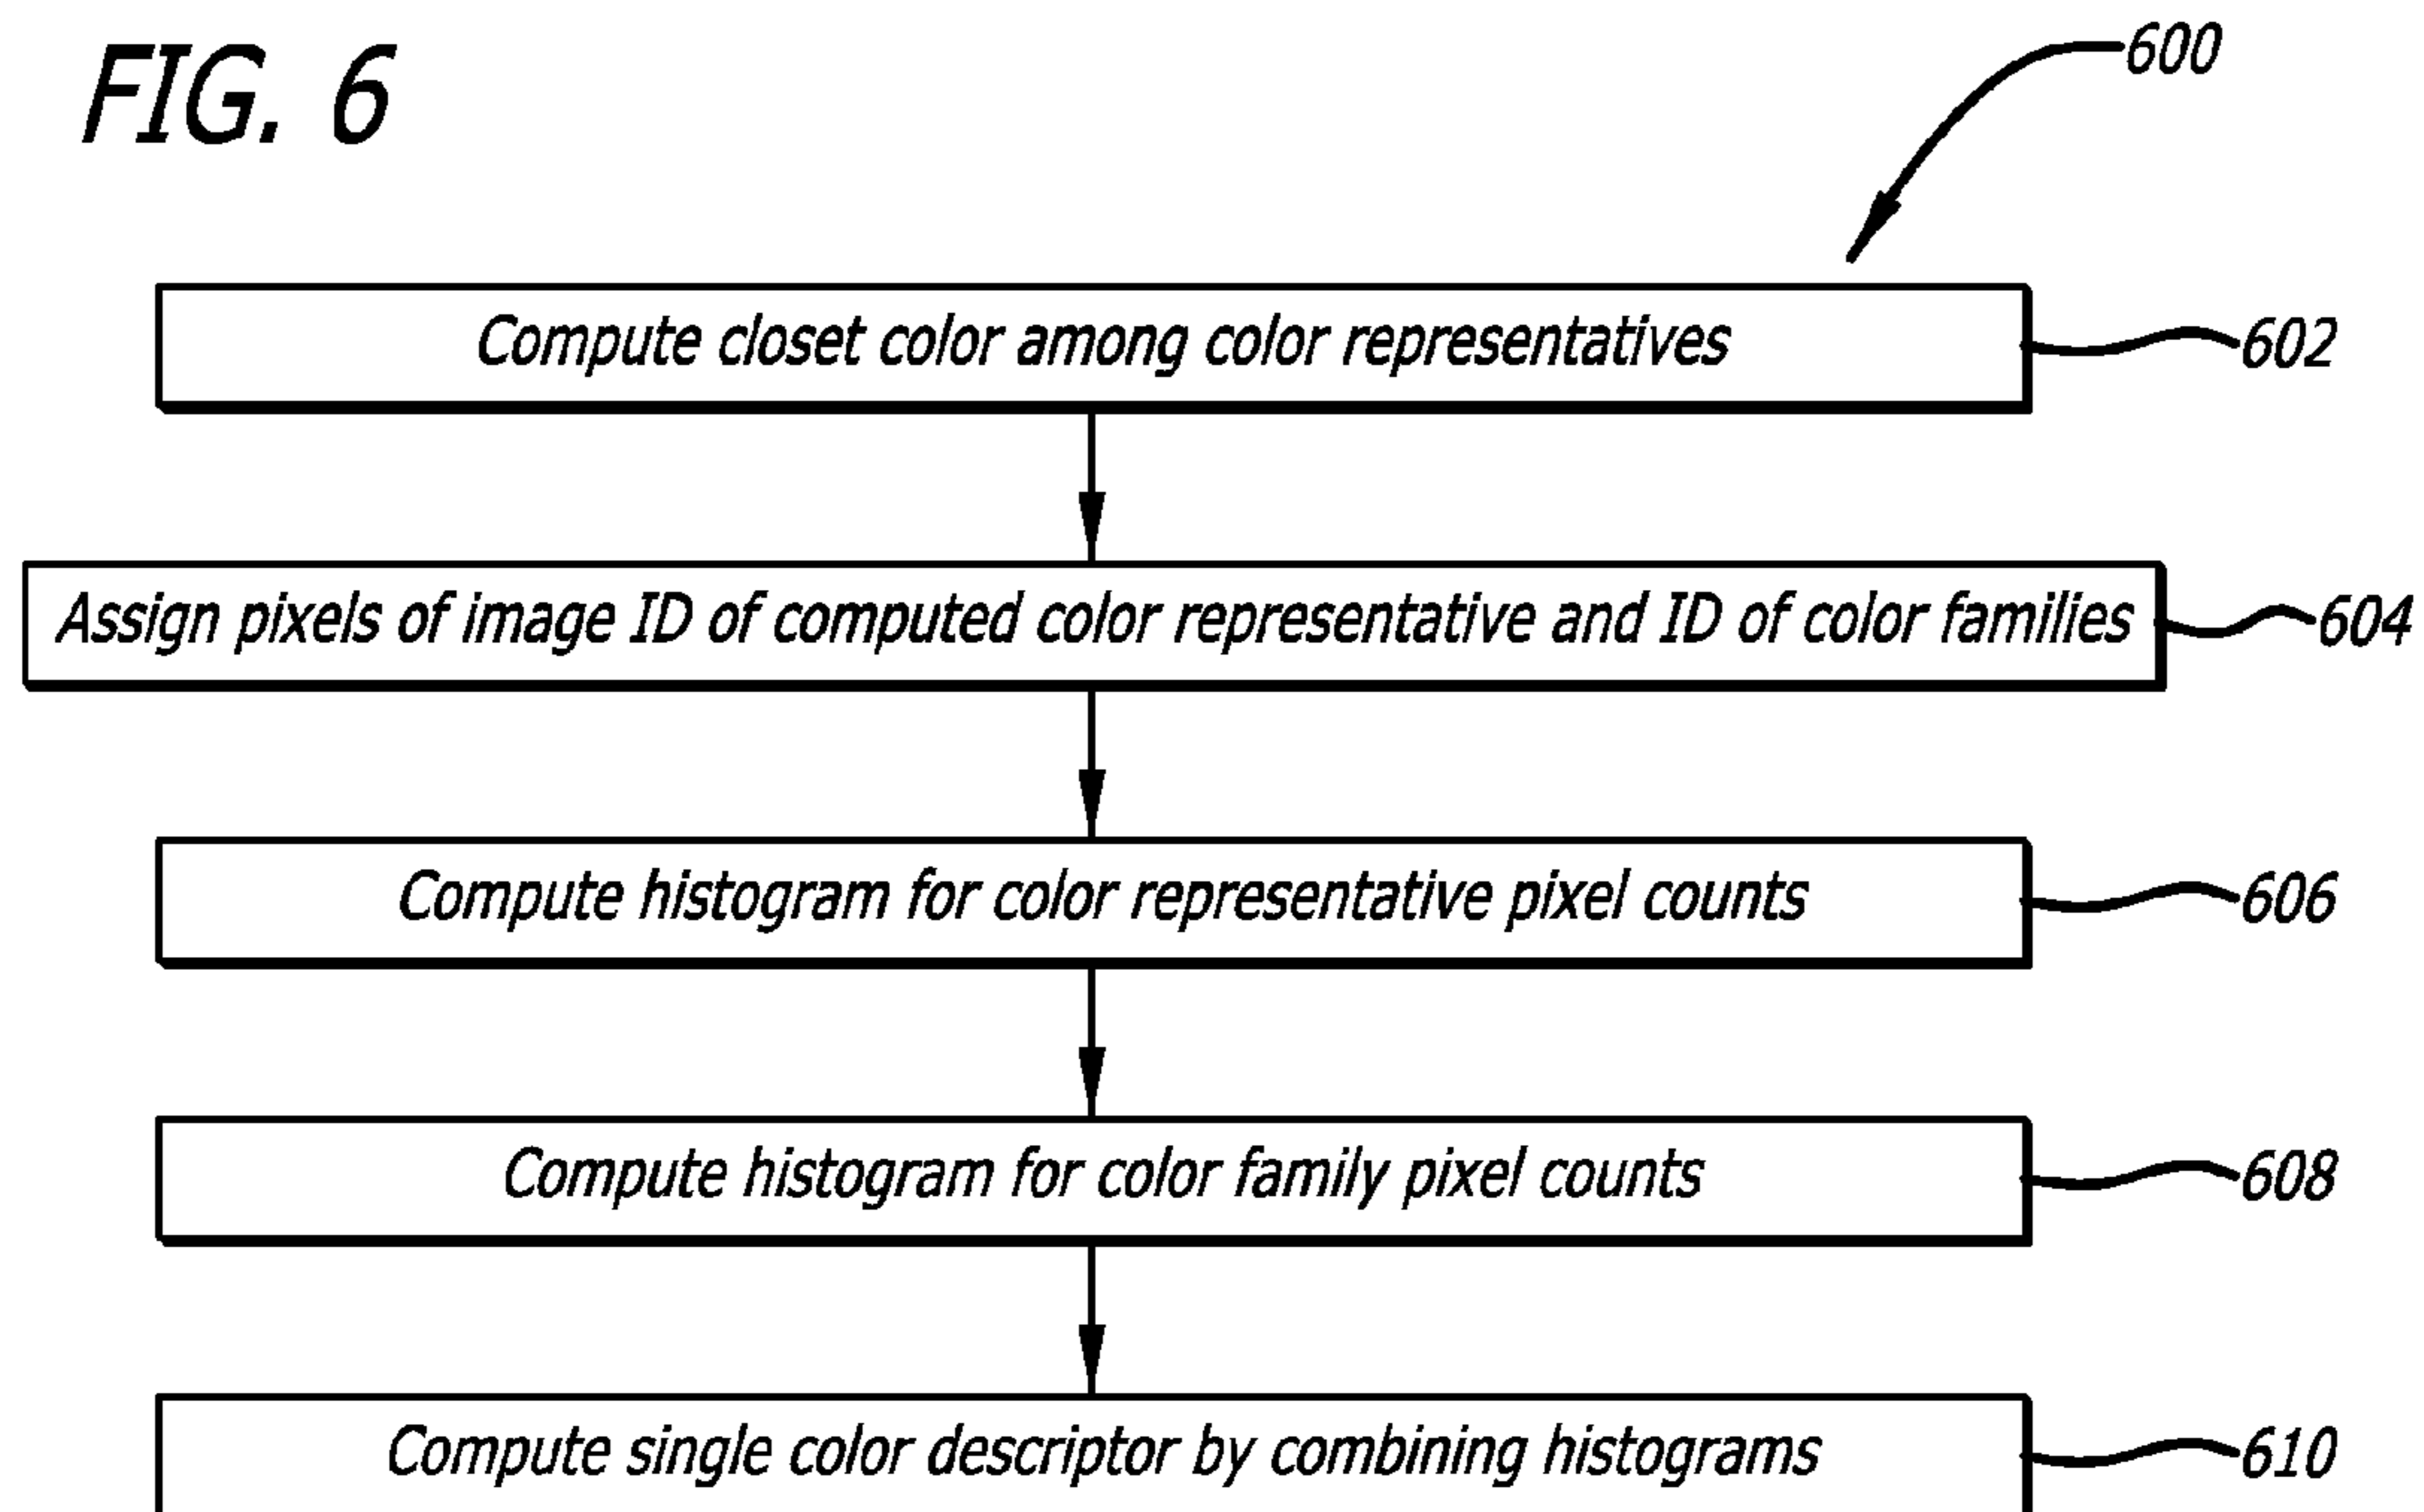 FIG. 6
600
Compute closet color among color representatives
602
Assign pixels of image ID of computed color representative and ID of color families
604
Compute histogram for color representative pixel counts
606
Compute histogram for color family pixel counts
608
Compute single color descriptor by combining histograms
610